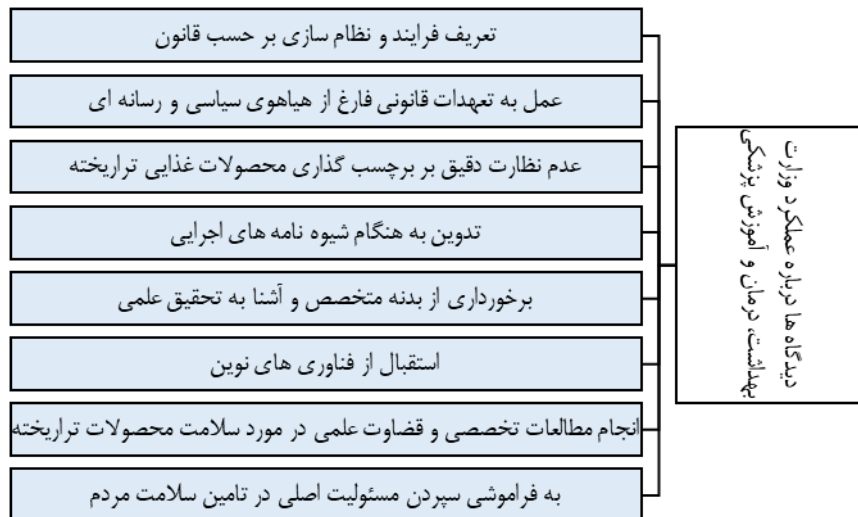 دیدگاه ها درباره عملکرد وزارت
بهداشت، درمان و آموزش پزشکی
تعریف فرایند و نظام سازی بر حسب قانون
عمل به تعهدات قانونی فارغ از هیاهوی سیاسی و رسانه ای
عدم نظارت دقیق بر برچسب گذاری محصولات غذایی تراریخته
تدوین به هنگام شیوه نامه های اجرایی
برخورداری از بدنه متخصص و آشنا به تحقیق علمی
استقبال از فناوری های نوین
انجام مطالعات تخصصی و قضاوت علمی در مورد سلامت محصولات تراریخته
به فراموشی سپردن مسئولیت اصلی در تامین سلامت مردم